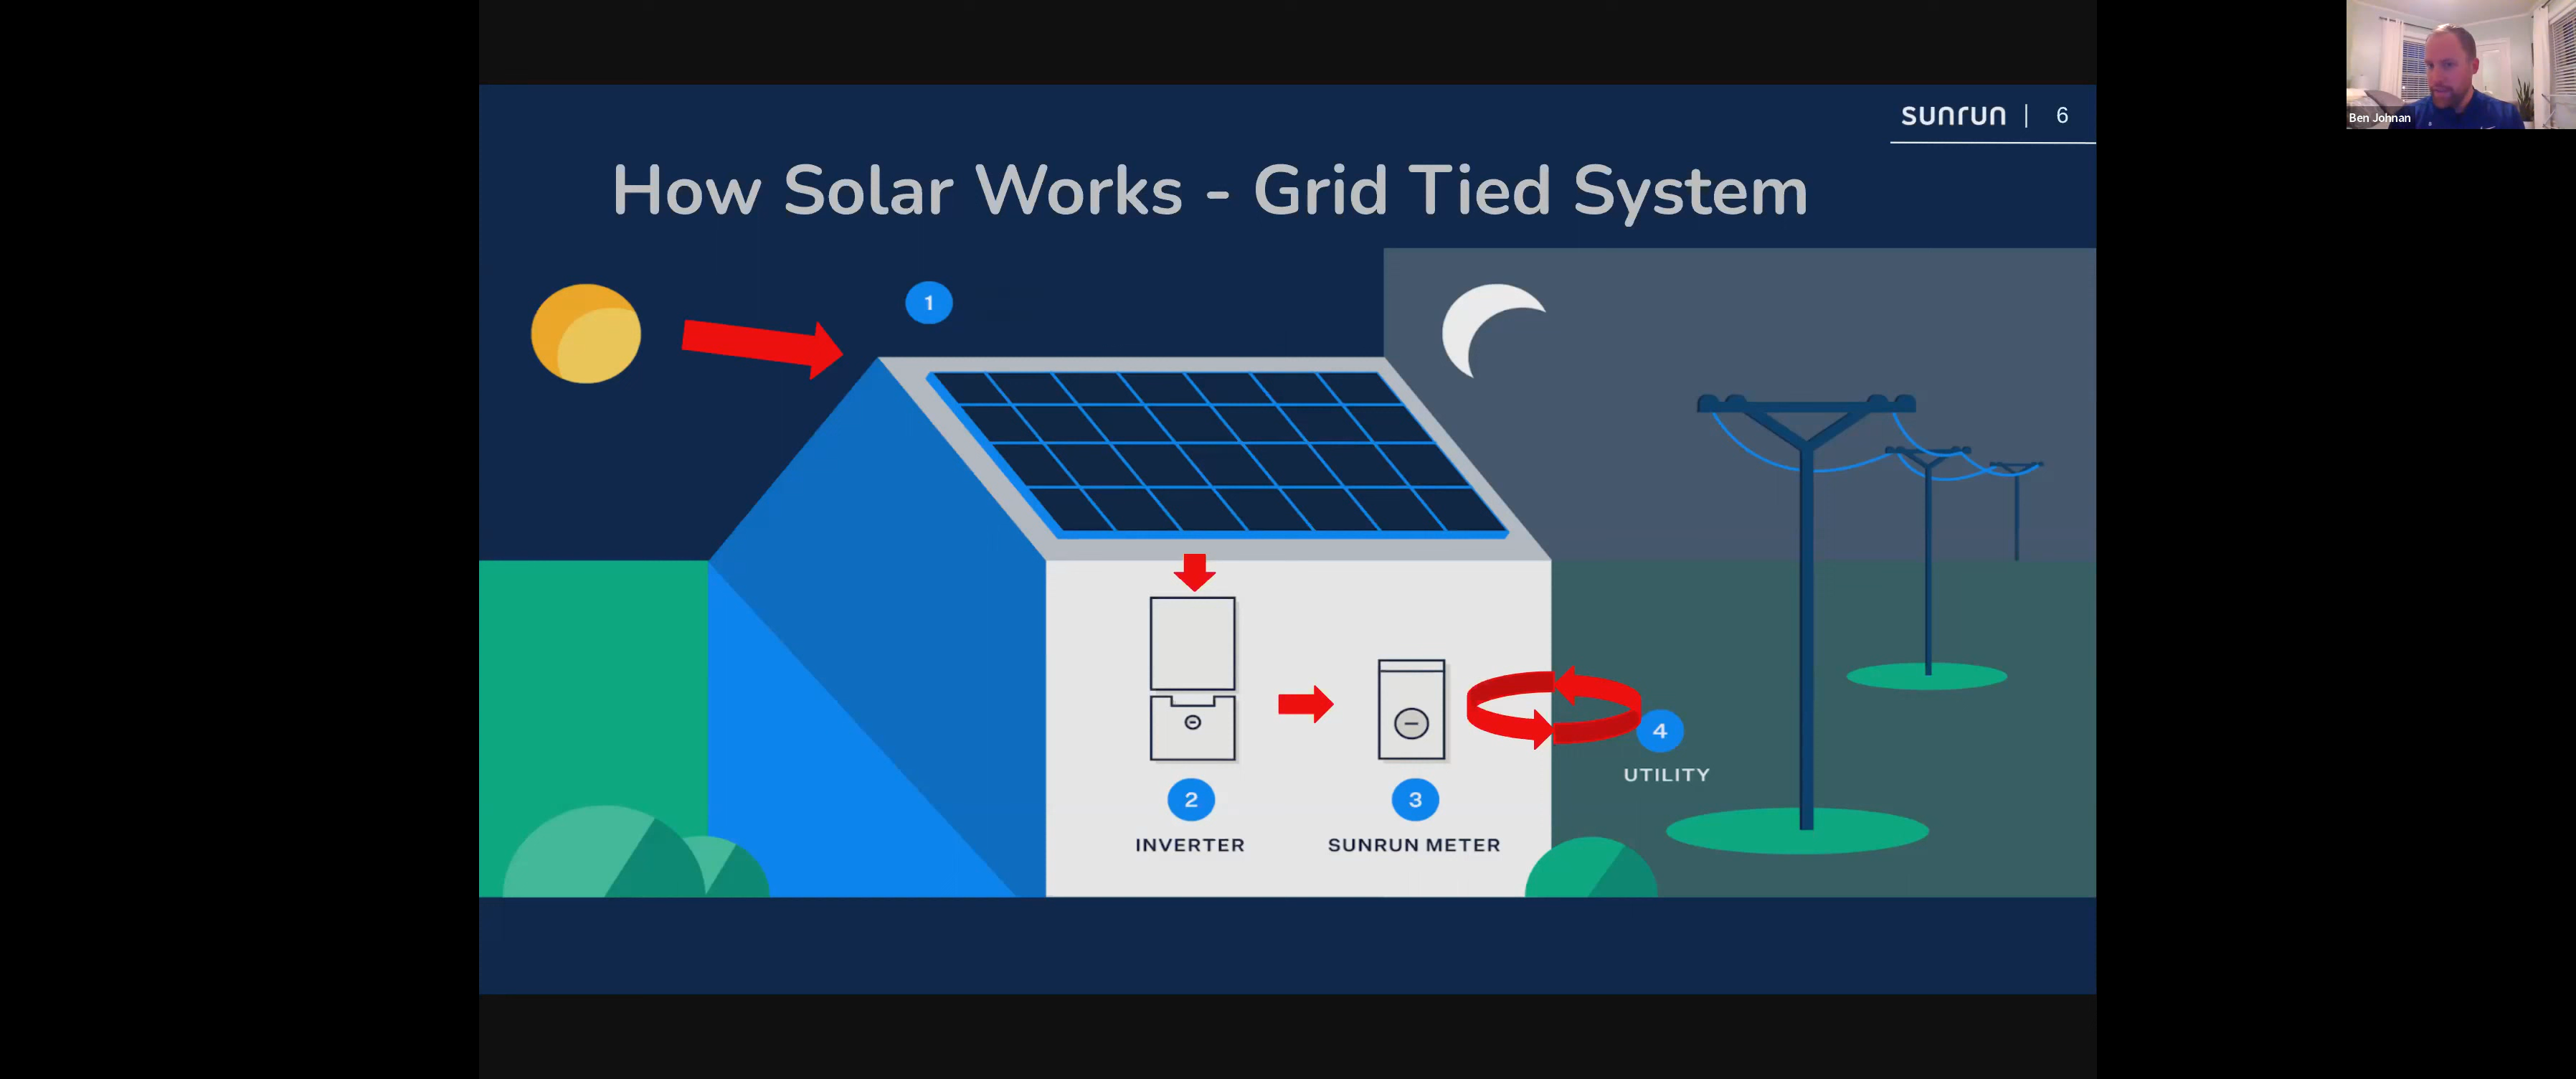 sunrun | 6
Ben Johnan
How Solar Works - Grid Tied System
1
4
UTILITY
2
3
INVERTER
SUNRUN METER